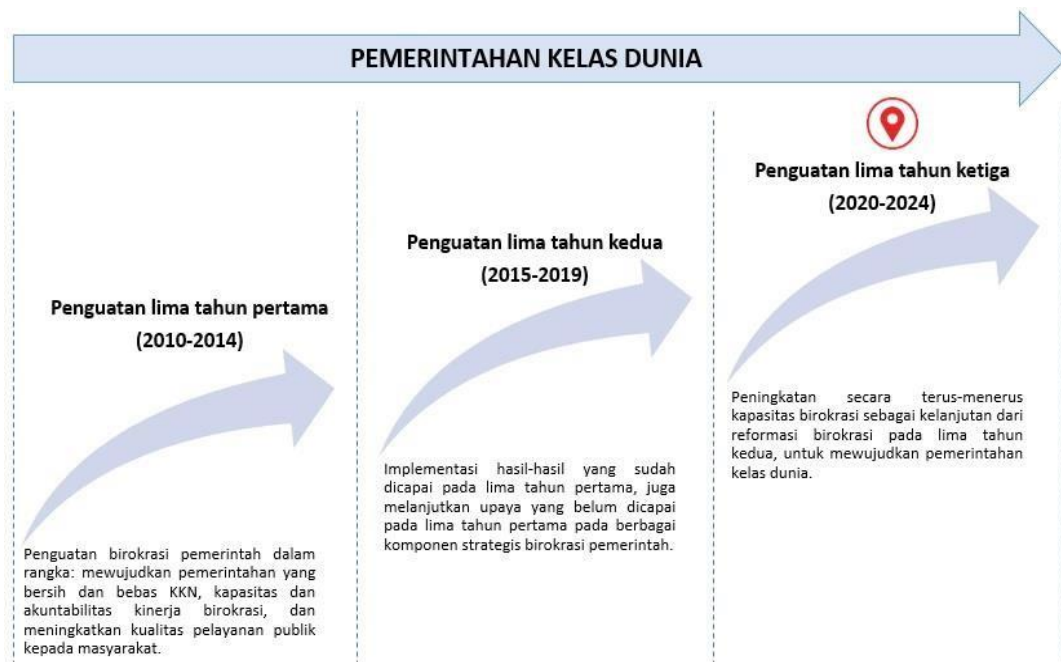 PEMERINTAHAN KELAS DUNIA
Penguatan lima tahun pertama
(2010-2014)
Penguatan birokrasi pemerintah dalam
rangka: mewujudkan pemerintahan yang
bersih dan bebas KKN, kapasitas dan
akuntabilitas kinerja birokrasi, dan
meningkatkan kualitas pelayanan publik
kepada masyarakat.
Penguatan lima tahun kedua
(2015-2019)
Implementasi hasil-hasil yang sudah
dicapai pada lima tahun pertama, juga
melanjutkan upaya yang belum dicapai
pada lima tahun pertama pada berbagai
komponen strategis birokrasi pemerintah.
Penguatan lima tahun ketiga
(2020-2024)
Peningkatan secara terus-menerus
kapasitas birokrasi sebagai kelanjutan dari
reformasi birokrasi pada lima tahun
kedua, untuk mewujudkan pemerintahan
kelas dunia.